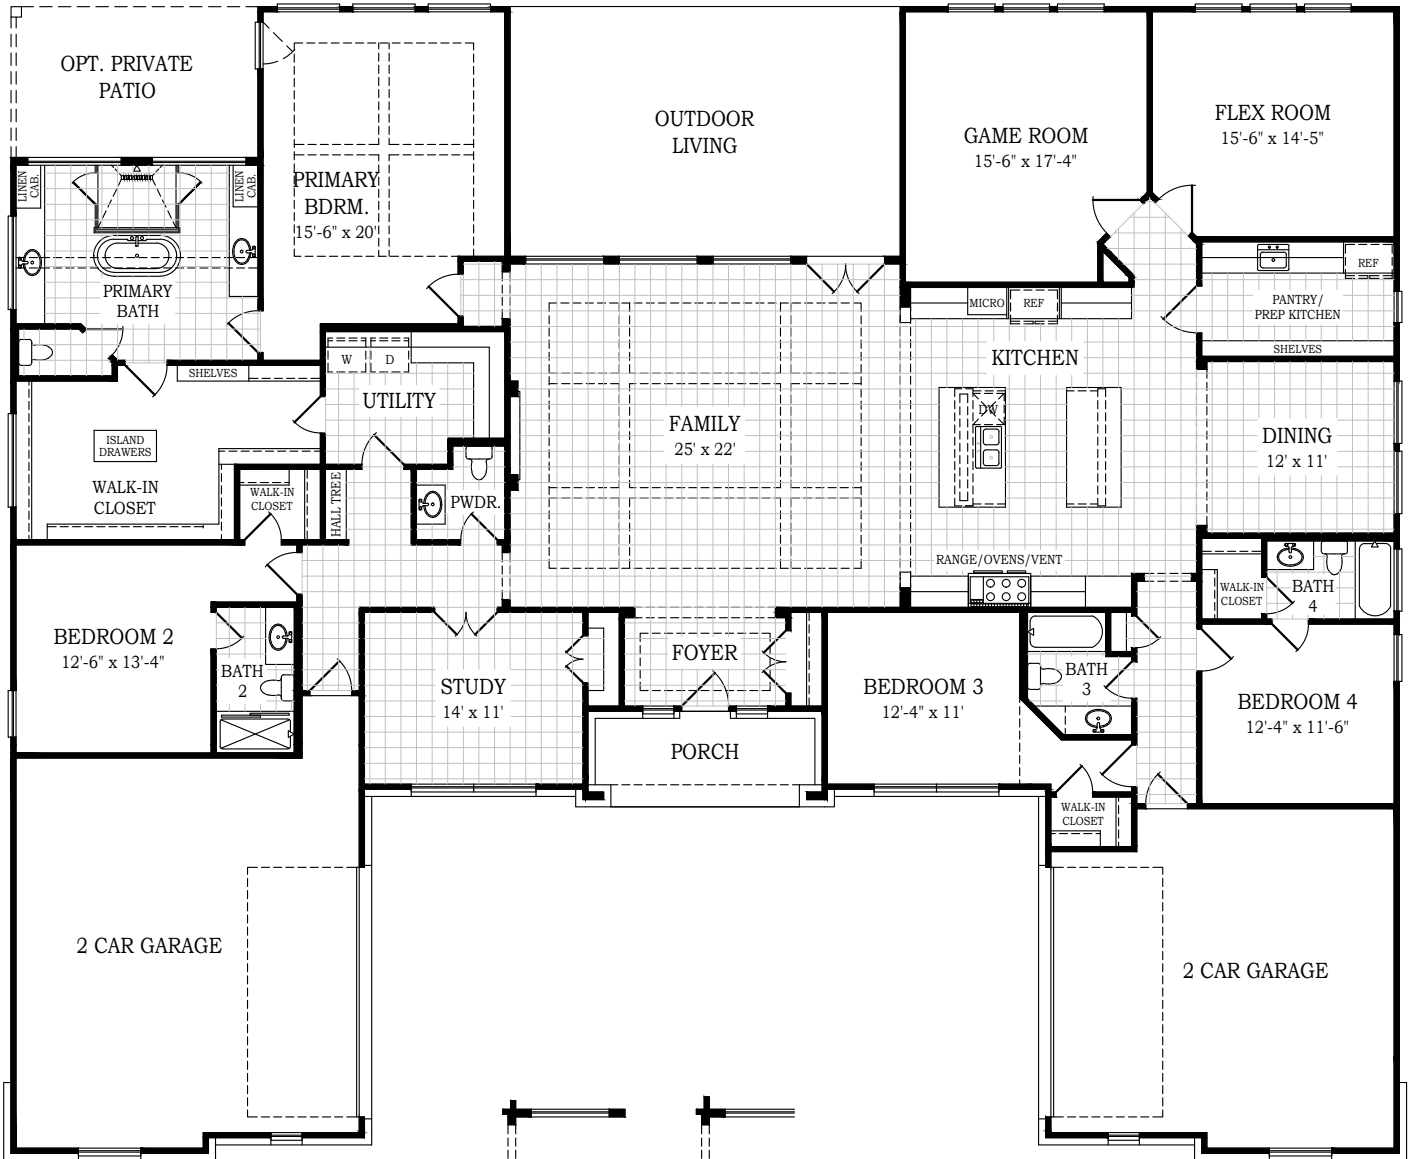 OPT. PRIVATE
PATIO
OUTDOOR
LIVING
GAME ROOM
15'-6" x 17'-4"
FLEX ROOM
15'-6" x 14'-5"
LINEN
CAB.
LINEN
CAB.
PRIMARY
BDRM.
15'-6" x 20'
PRIMARY
BATH
MICRO
REF
REF
PANTRY/
PREP KITCHEN
SHELVES
KITCHEN
W
D
SHELVES
UTILITY
FAMILY
25' x 22'
DW
DINING
12' x 11'
ISLAND
DRAWERS
WALK-IN
CLOSET
WALK-IN
CLOSET
HALL TREE
PWDR.
RANGE/OVENS/VENT
WALK-IN
CLOSET
BATH
4
BEDROOM 2
12'-6" x 13'-4"
BATH
2
STUDY
14' x 11'
FOYER
PORCH
BEDROOM 3
12'-4" x 11'
BATH
3
BEDROOM 4
12'-4" x 11'-6"
WALK-IN
CLOSET
2 CAR GARAGE
2 CAR GARAGE